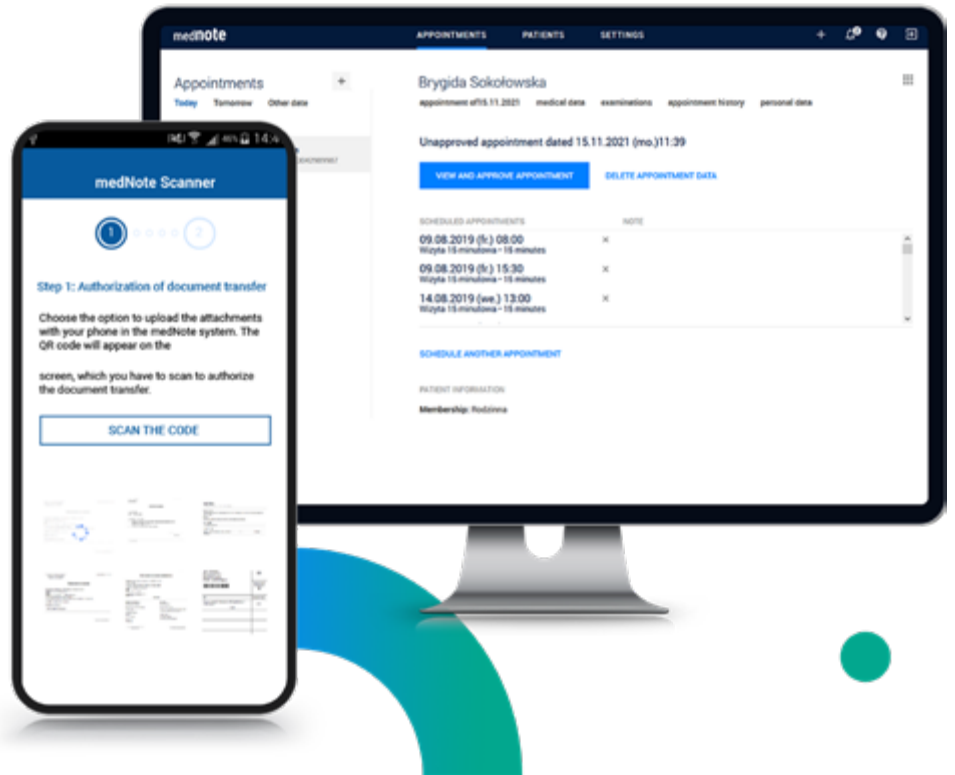 mednote
APPOINTMENTS PATIENTS SETTINGS
Appointments +
Today Tomorrow Other date
Brygida Sokołowska
appointment of15.11.2021 medical data examinations appointment history personal data
Unapproved appointment dated 15.11.2021 (mo.)11:39
VIEW AND APPROVE APPOINTMENT DELETE APPOINTMENT DATA
SCHEDULED APPOINTMENTS NOTE
09.08.2019 (fr.) 08:00
Wizyta 15 minutowa - 15 minutes
09.08.2019 (fr.) 15:30
Wizyta 15 minutowa - 15 minutes
14.08.2019 (we.) 13:00
Wizyta 15 minutowa - 15 minutes
SCHEDULE ANOTHER APPOINTMENT
PATIENT INFORMATION
Membership: Rodzinna
46%
medNote Scanner
1 2
Step 1: Authorization of document transfer
Choose the option to upload the attachments
with your phone in the medNote system. The
QR code will appear on the
screen, which you have to scan to authorize
the document transfer.
SCAN THE CODE